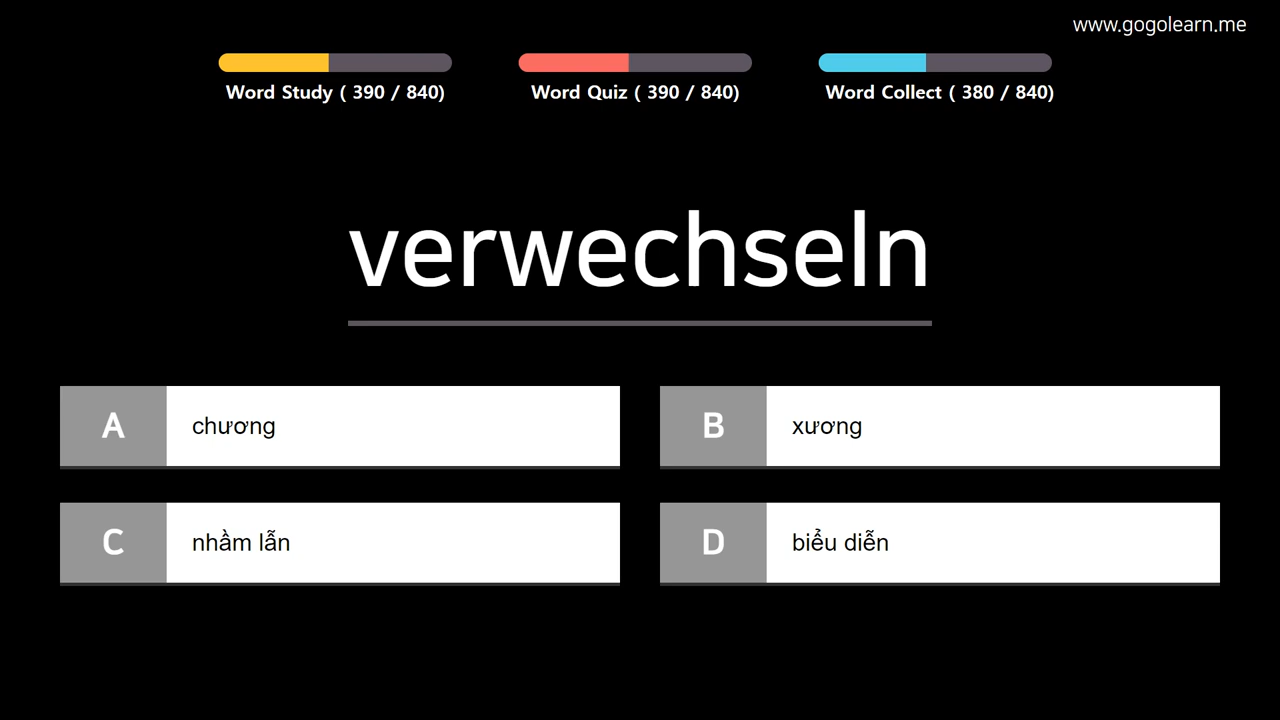 www.gogolearn.me
Word Study ( 390 / 840)
Word Quiz ( 390 / 840)
Word Collect ( 380 / 840)
verwechseln
A
chương
B
xương
C
nhầm lẫn
D
biểu diễn